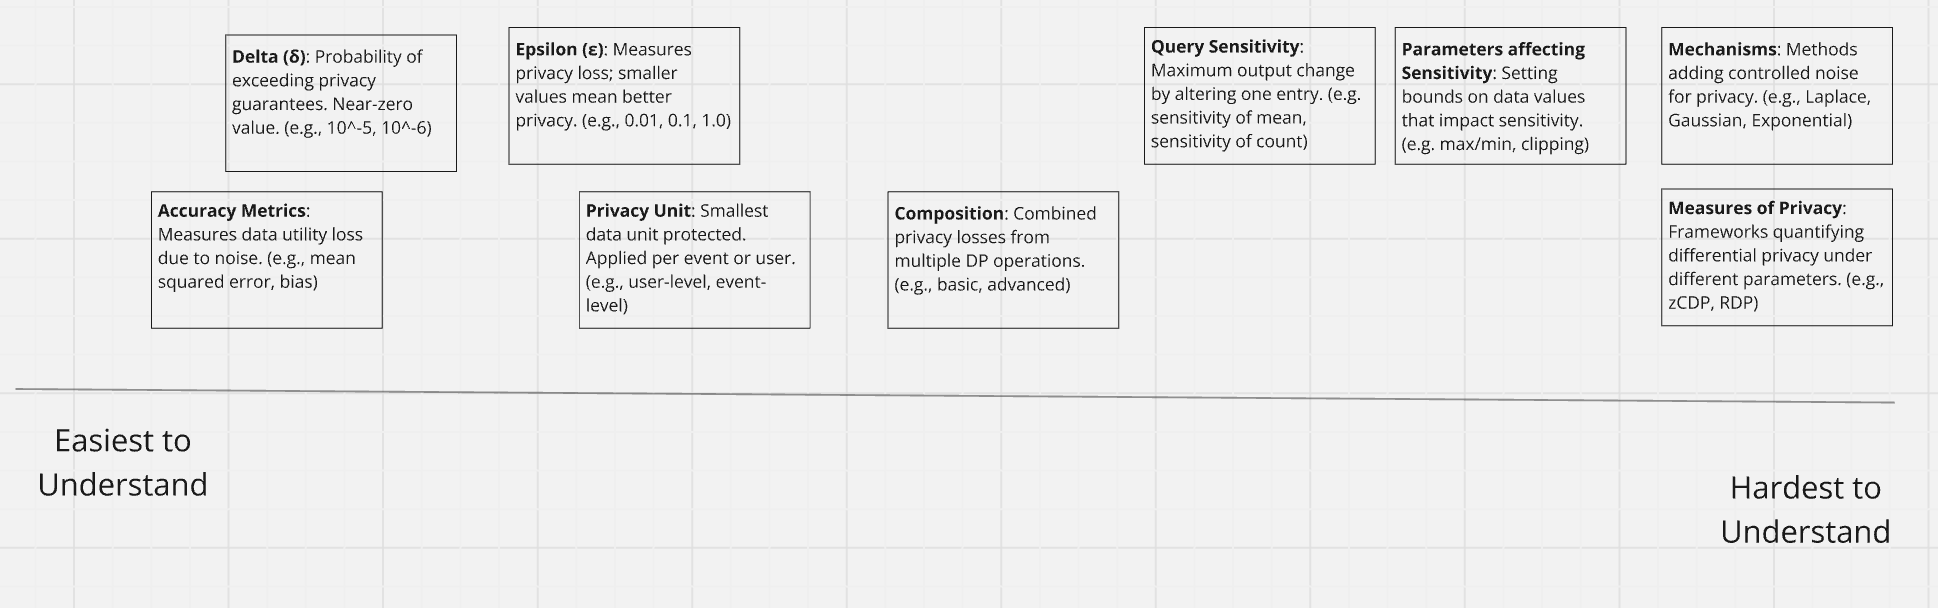 Delta (δ): Probability of
exceeding privacy
guarantees. Near-zero
value. (e.g., 10^-5, 10^-6)
Epsilon (ε): Measures
privacy loss; smaller
values mean better
privacy. (e.g., 0.01, 0.1, 1.0)
Query Sensitivity:
Maximum output change
by altering one entry. (e.g.
sensitivity of mean,
sensitivity of count)
Parameters affecting
Sensitivity: Setting
bounds on data values
that impact sensitivity.
(e.g. max/min, clipping)
Mechanisms: Methods
adding controlled noise
for privacy. (e.g., Laplace,
Gaussian, Exponential)
Accuracy Metrics:
Measures data utility loss
due to noise. (e.g., mean
squared error, bias)
Privacy Unit: Smallest
data unit protected.
Applied per event or user.
(e.g., user-level, event-
level)
Composition: Combined
privacy losses from
multiple DP operations.
(e.g., basic, advanced)
Measures of Privacy:
Frameworks quantifying
differential privacy under
different parameters. (e.g.,
zCDP, RDP)
Easiest to
Understand
Hardest to
Understand